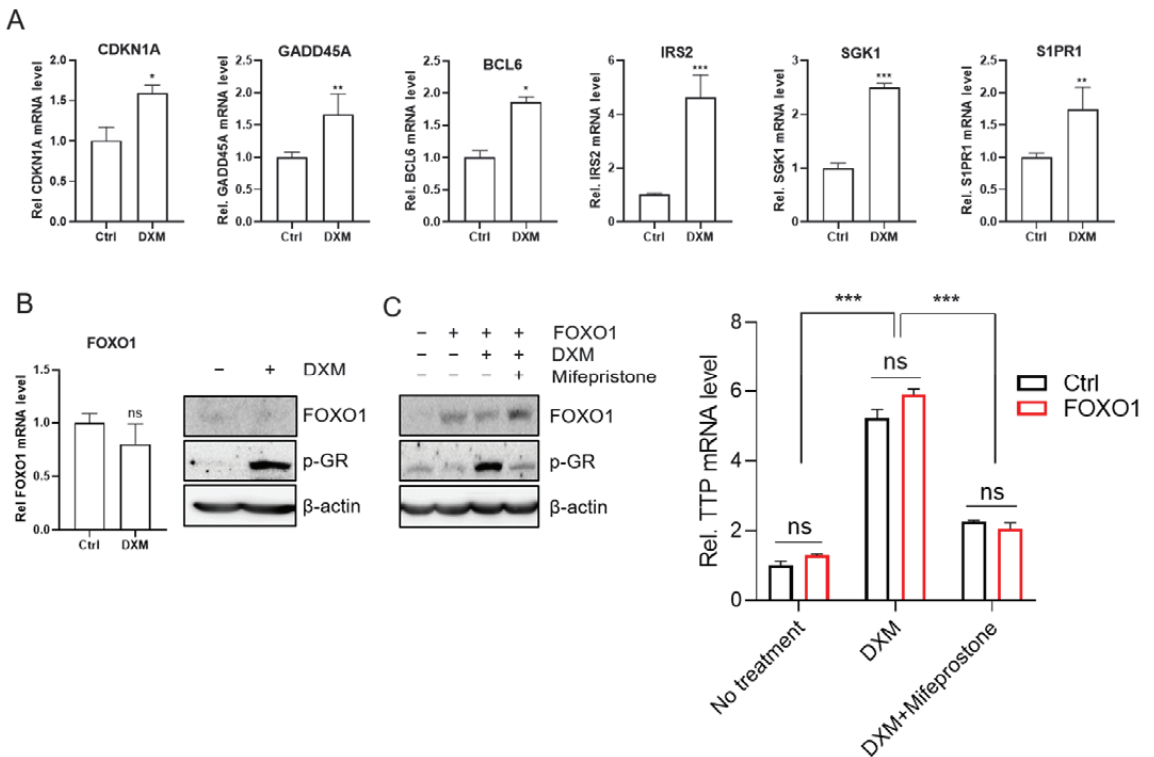 A
CDKN1A
Rel CDKN1A mRNA level
2.0
1.5
1.0
0.5
0.0
*
Ctrl DXM
GADD45A
Rel. GADD45A mRNA level
2.5
2.0
1.5
1.0
0.5
0.0
**
Ctrl DXM
BCL6
Rel. BCL6 mRNA level
2.5
2.0
1.5
1.0
0.5
0.0
*
Ctrl DXM
IRS2
Rel. IRS2 mRNA level
6
4
2
0
***
Ctrl DXM
SGK1
Rel. SGK1 mRNA level
3
2
1
0
***
Ctrl DXM
S1PR1
Rel. S1PR1 mRNA level
2.5
2.0
1.5
1.0
0.5
0.0
**
Ctrl DXM
B
FOXO1
Rel FOXO1 mRNA level
1.5
1.0
0.5
0.0
ns
Ctrl DXM
− + DXM
FOXO1
p-GR
β-actin
C
− + + + FOXO1
− − + + DXM
− − − + Mifepristone
FOXO1
p-GR
β-actin
Rel. TTP mRNA level
8
6
4
2
0
*** ***
ns
ns
ns
Ctrl
FOXO1
No treatment
DXM
DXM+Mifeprostone